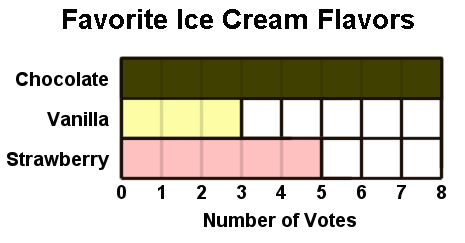 Favorite Ice Cream Flavors
Chocolate
Vanilla
Strawberry
0 1 2 3 4 5 6 7 8
Number of Votes